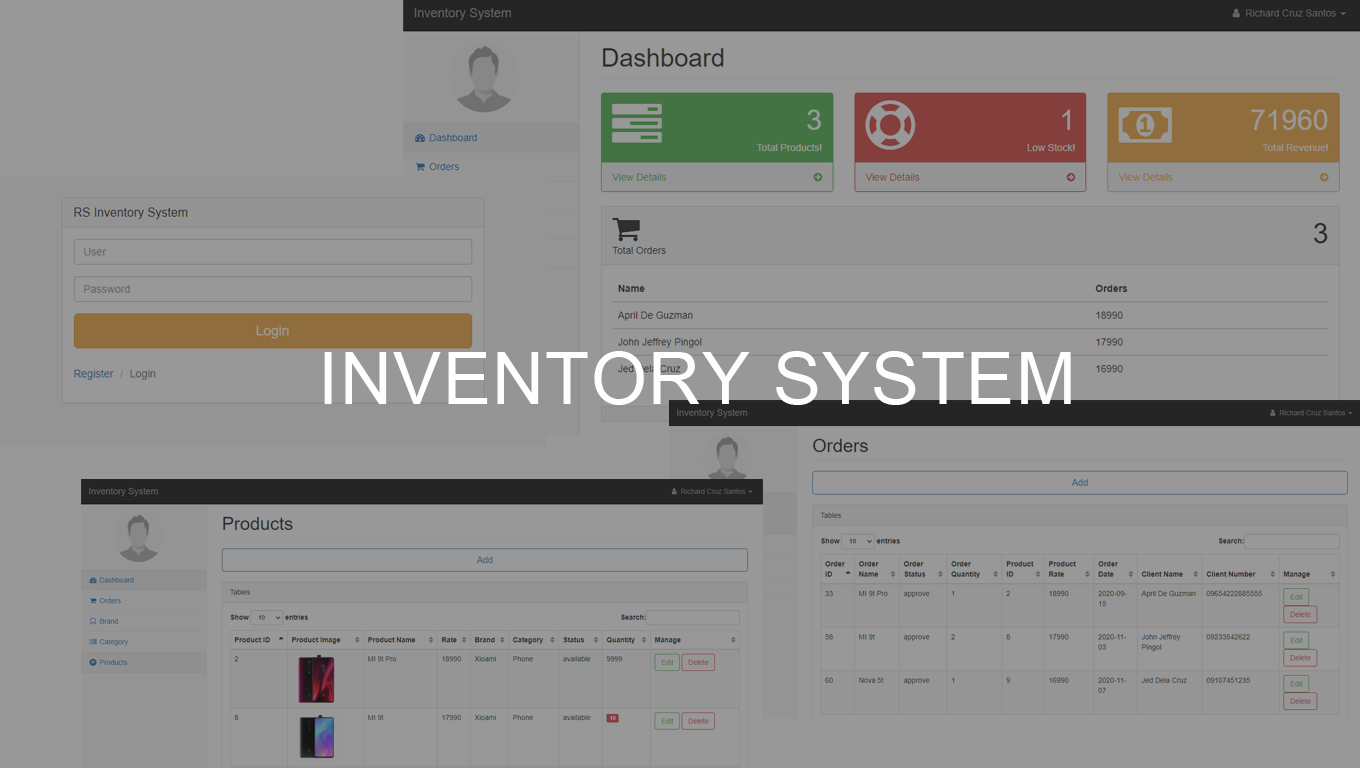 Inventory System
Richard Cruz Santos
Dashboard
Orders
Dashboard
3
Total Products!
View Details
1
Low Stock!
View Details
1
71960
Total Revenue!
View Details
Total Orders
3
Name Orders
April De Guzman 18990
John Jeffrey Pingol 17990
Jed Dela Cruz 16990
RS Inventory System
User
Password
Login
Register / Login
INVENTORY SYSTEM
Inventory System
Richard Cruz Santos
Orders
Add
Tables
Show 10 entries
Search:
Order ID Order Name Order Status Order Quantity Product ID Product Rate Order Date Client Name Client Number Manage
33 MI 9t Pro approve 1 2 18990 2020-09-15 April De Guzman 09654222885555 Edit Delete
58 MI 9t approve 2 8 17990 2020-11-03 John Jeffrey Pingol 09233542622 Edit Delete
60 Nova 5t approve 1 9 16990 2020-11-07 Jed Dela Cruz 09107451235 Edit Delete
Inventory System
Richard Cruz Santos
Dashboard
Orders
Brand
Category
Products
Products
Add
Tables
Show 10 entries
Search:
Product ID Product Image Product Name Rate Brand Category Status Quantity Manage
2 MI 9t Pro 18990 Xioami Phone available 9999 Edit Delete
8 MI 9t 17990 Xioami Phone available 10 Edit Delete